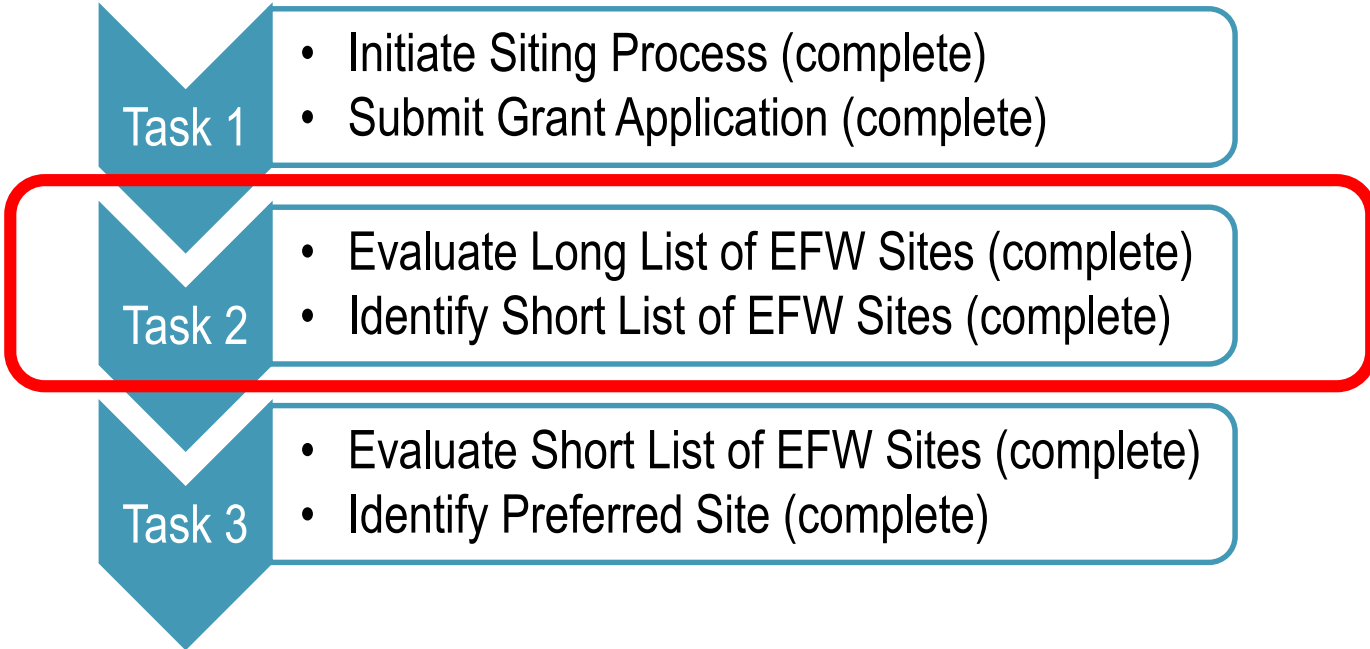 Task 1
• Initiate Siting Process (complete)
• Submit Grant Application (complete)
Task 2
• Evaluate Long List of EFW Sites (complete)
• Identify Short List of EFW Sites (complete)
Task 3
• Evaluate Short List of EFW Sites (complete)
• Identify Preferred Site (complete)